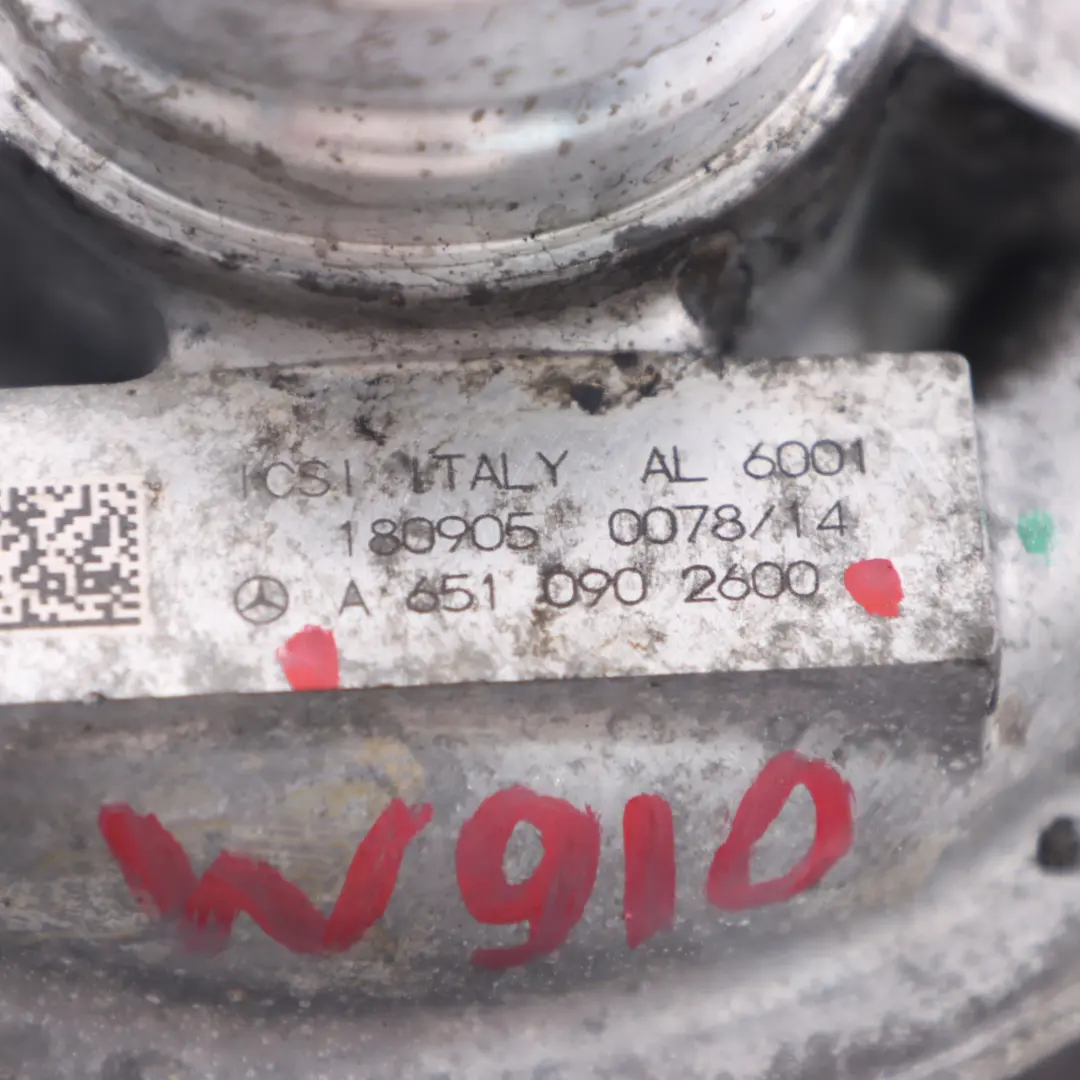 ICSI ITALY AL 6001
180905 0078/14
A 651 090 2600
W910